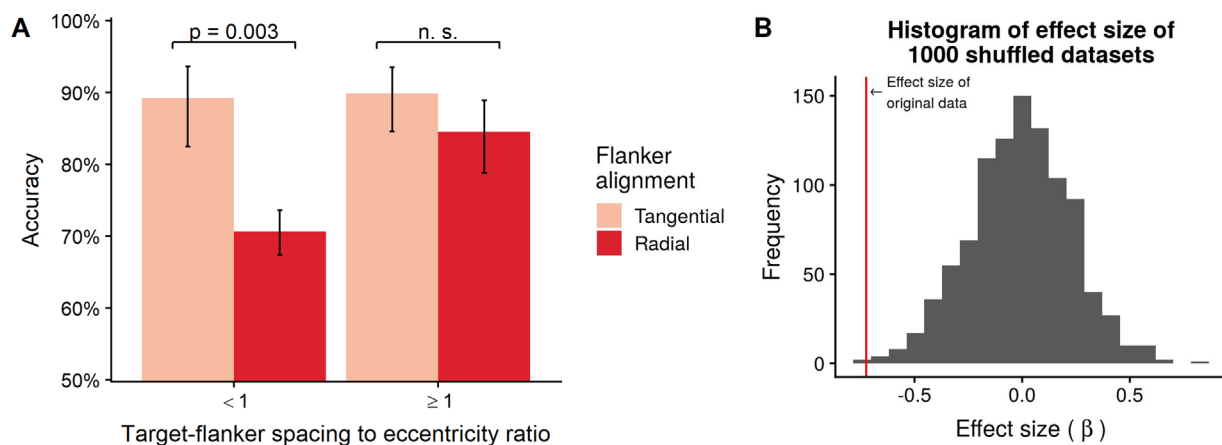 A
100%
90%
80%
70%
60%
50%
Accuracy
p = 0.003
n. s.
< 1
≥ 1
Target-flanker spacing to eccentricity ratio
Flanker
alignment
Tangential
Radial
B
Histogram of effect size of
1000 shuffled datasets
← Effect size of
original data
150
100
50
0
Frequency
-0.5
0.0
0.5
Effect size ( β )